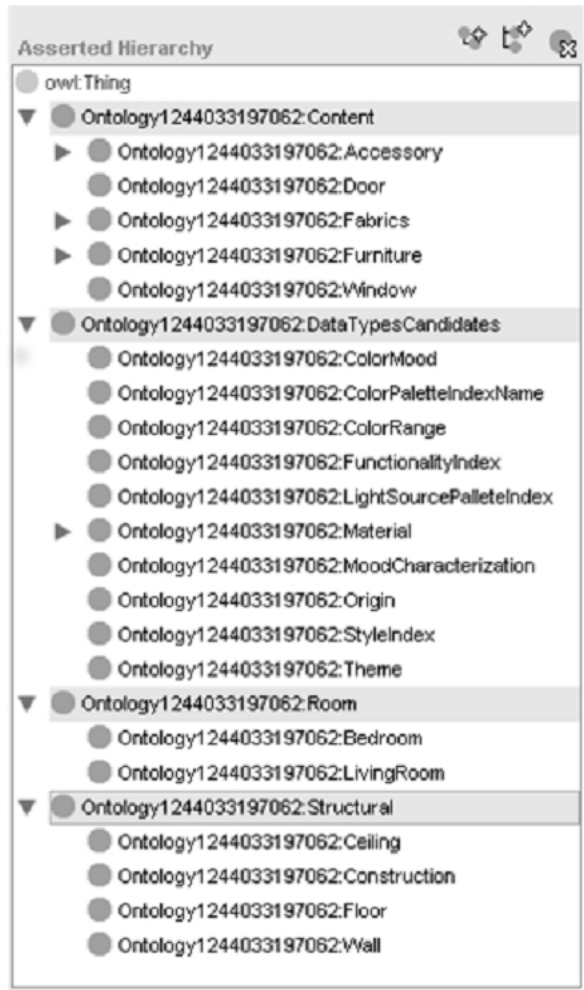 Asserted Hierarchy
owl:Thing
Ontology1244033197062:Content
Ontology1244033197062:Accessory
Ontology1244033197062:Door
Ontology1244033197062:Fabrics
Ontology1244033197062:Furniture
Ontology1244033197062:Window
Ontology1244033197062:DataTypesCandidates
Ontology1244033197062:ColorMood
Ontology1244033197062:ColorPaletteIndexName
Ontology1244033197062:ColorRange
Ontology1244033197062:FunctionalityIndex
Ontology1244033197062:LightSourcePalleteIndex
Ontology1244033197062:Material
Ontology1244033197062:MoodCharacterization
Ontology1244033197062:Origin
Ontology1244033197062:StyleIndex
Ontology1244033197062:Theme
Ontology1244033197062:Room
Ontology1244033197062:Bedroom
Ontology1244033197062:LivingRoom
Ontology1244033197062:Structural
Ontology1244033197062:Ceiling
Ontology1244033197062:Construction
Ontology1244033197062:Floor
Ontology1244033197062:Wall